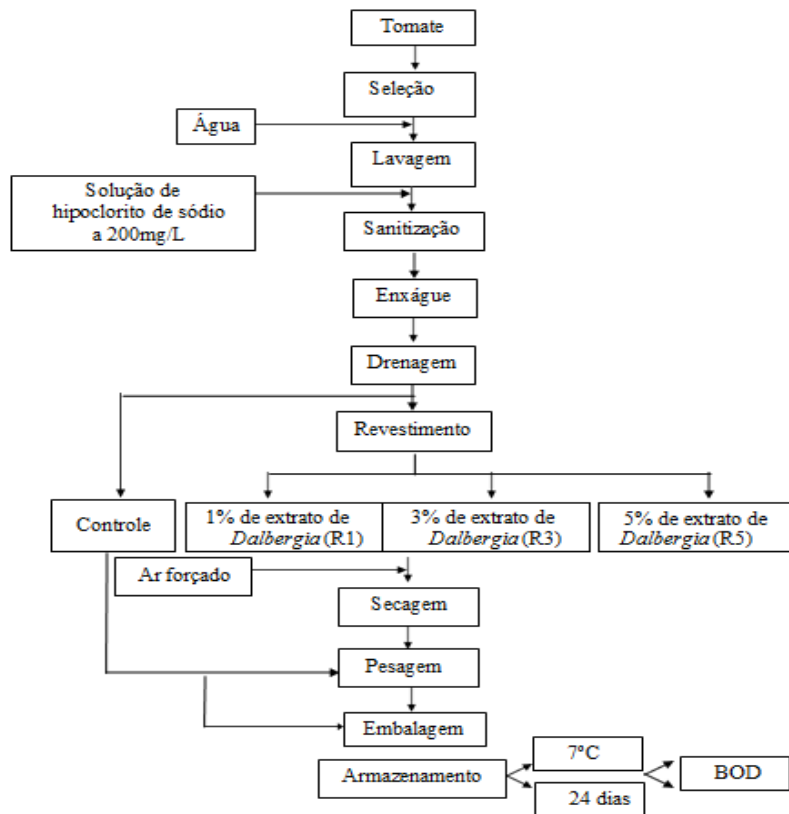 Tomate
Seleção
Água
Lavagem
Solução de
hipoclorito de sódio
a 200mg/L
Sanitização
Enxágue
Drenagem
Revestimento
Controle
1% de extrato de
Dalbergia (R1)
3% de extrato de
Dalbergia (R3)
5% de extrato de
Dalbergia (R5)
Ar forçado
Secagem
Pesagem
Embalagem
Armazenamento
7°C
24 dias
BOD